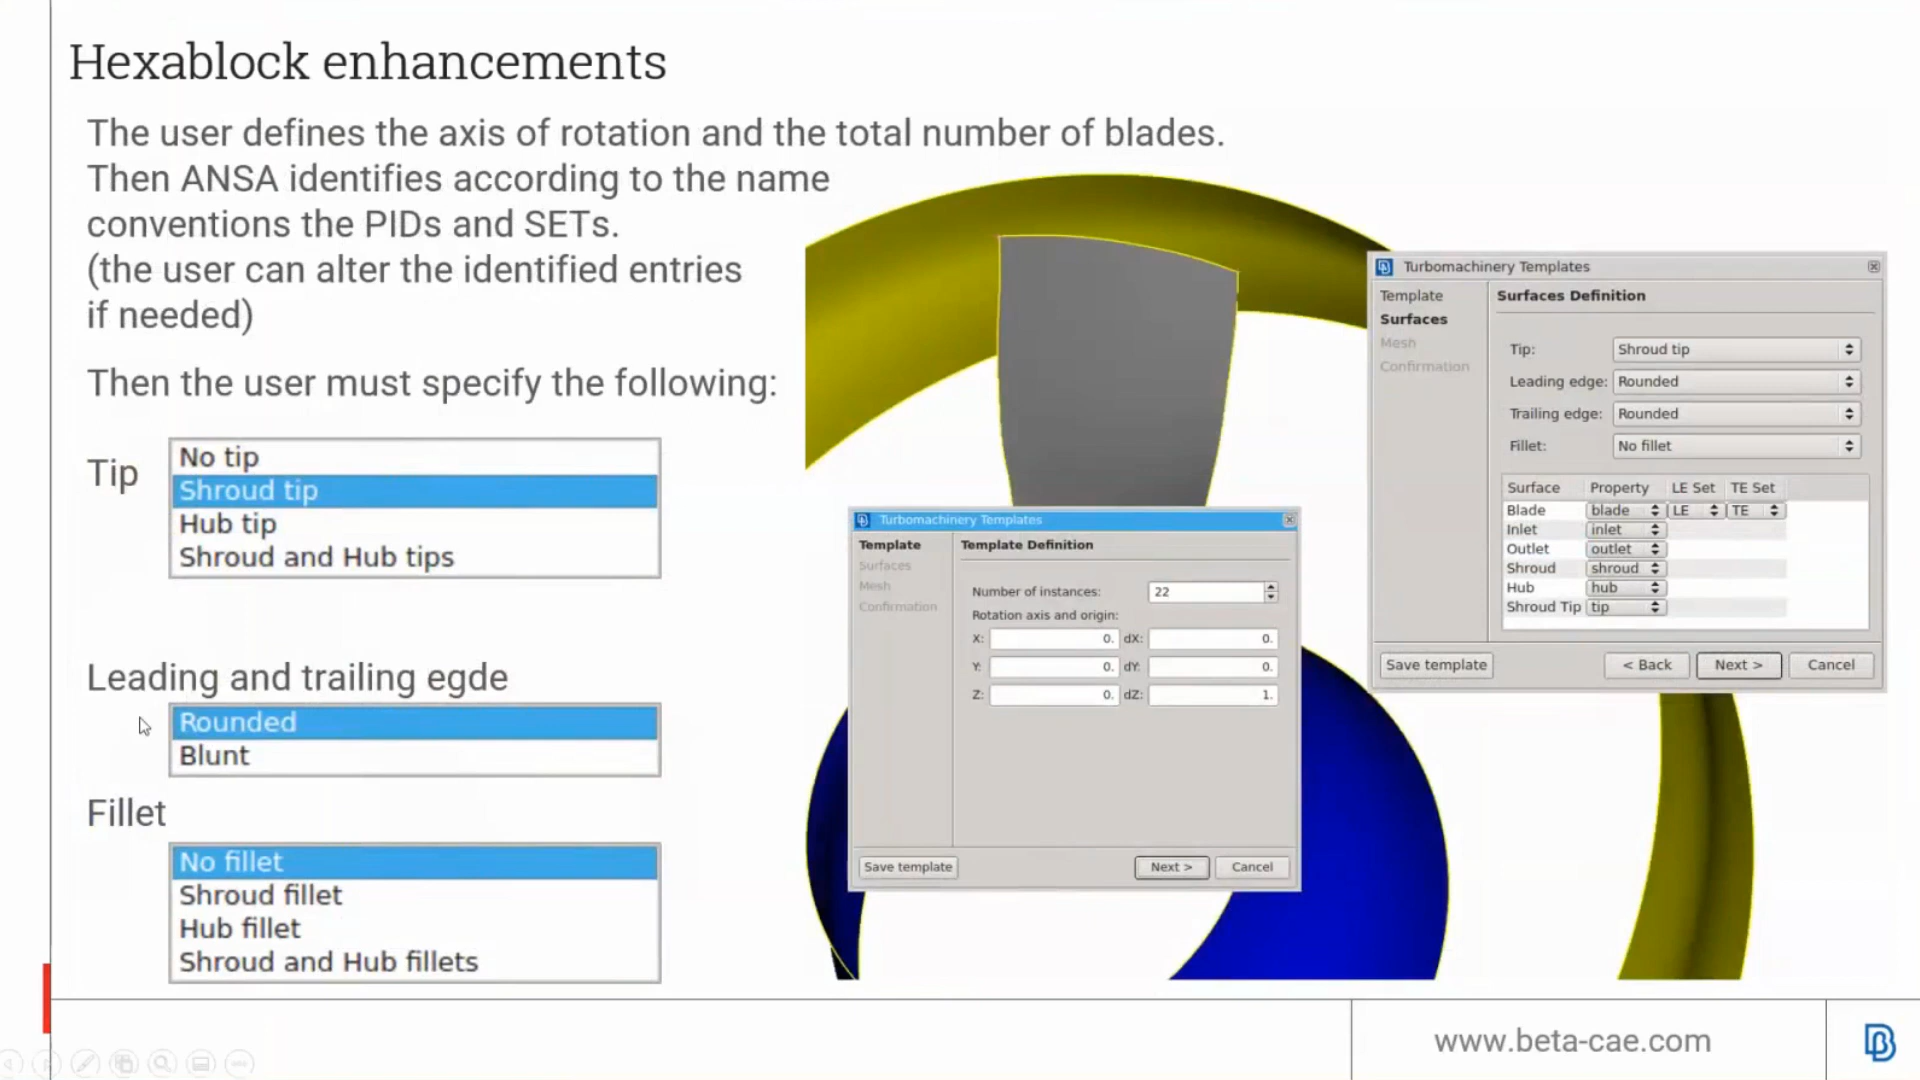 Hexablock enhancements
The user defines the axis of rotation and the total number of blades.
Then ANSA identifies according to the name
conventions the PIDs and SETs.
(the user can alter the identified entries
if needed)
Then the user must specify the following:
Tip
No tip
Shroud tip
Hub tip
Shroud and Hub tips
Leading and trailing egde
Rounded
Blunt
Fillet
No fillet
Shroud fillet
Hub fillet
Shroud and Hub fillets
Turbomachinery Templates
Template
Surfaces
Mesh
Confirmation
Template Definition
Number of instances: 22
Rotation axis and origin:
X: 0. dX: 0.
Y: 0. dY: 0.
Z: 0. dZ: 1.
Save template Next > Cancel
Turbomachinery Templates
Template
Surfaces
Mesh
Confirmation
Surfaces Definition
Tip: Shroud tip
Leading edge: Rounded
Trailing edge: Rounded
Fillet: No fillet
Surface Property LE Set TE Set
Blade blade LE TE
Inlet inlet
Outlet outlet
Shroud shroud
Hub hub
Shroud Tip tip
Save template < Back Next > Cancel
www.beta-cae.com